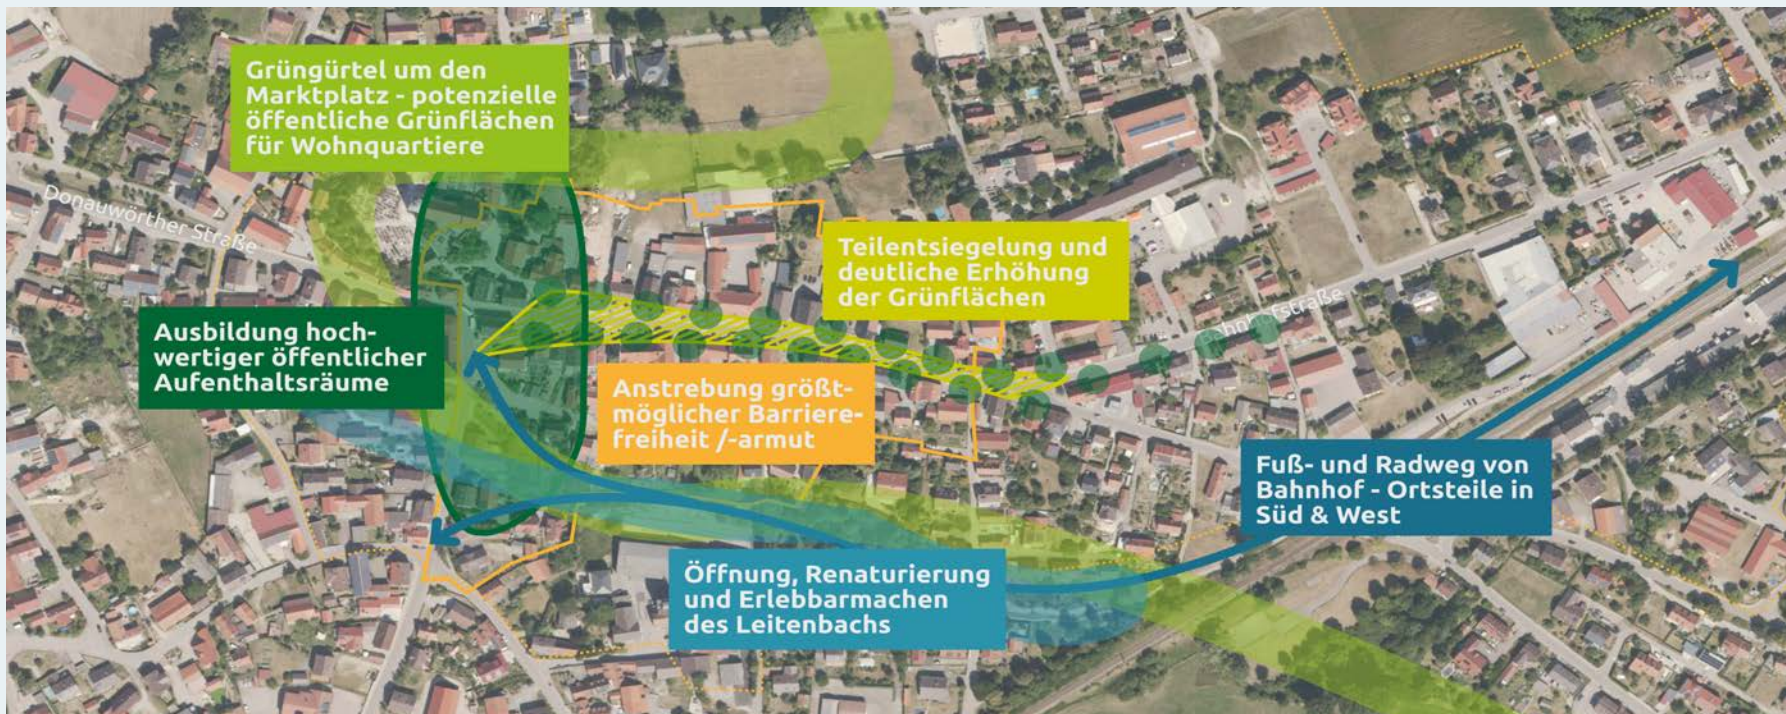 Grüngürtel um den
Marktplatz - potenzielle
öffentliche Grünflächen
für Wohnquartiere
Donauwörther Straße
Teilentsiegelung und
deutliche Erhöhung
der Grünflächen
Bahnhofstraße
Ausbildung hoch-
wertiger öffentlicher
Aufenthaltsräume
Anstrebung größt-
möglicher Barriere-
freiheit /-armut
Fuß- und Radweg von
Bahnhof - Ortsteile in
Süd & West
Öffnung, Renaturierung
und Erlebbarmachen
des Leitenbachs